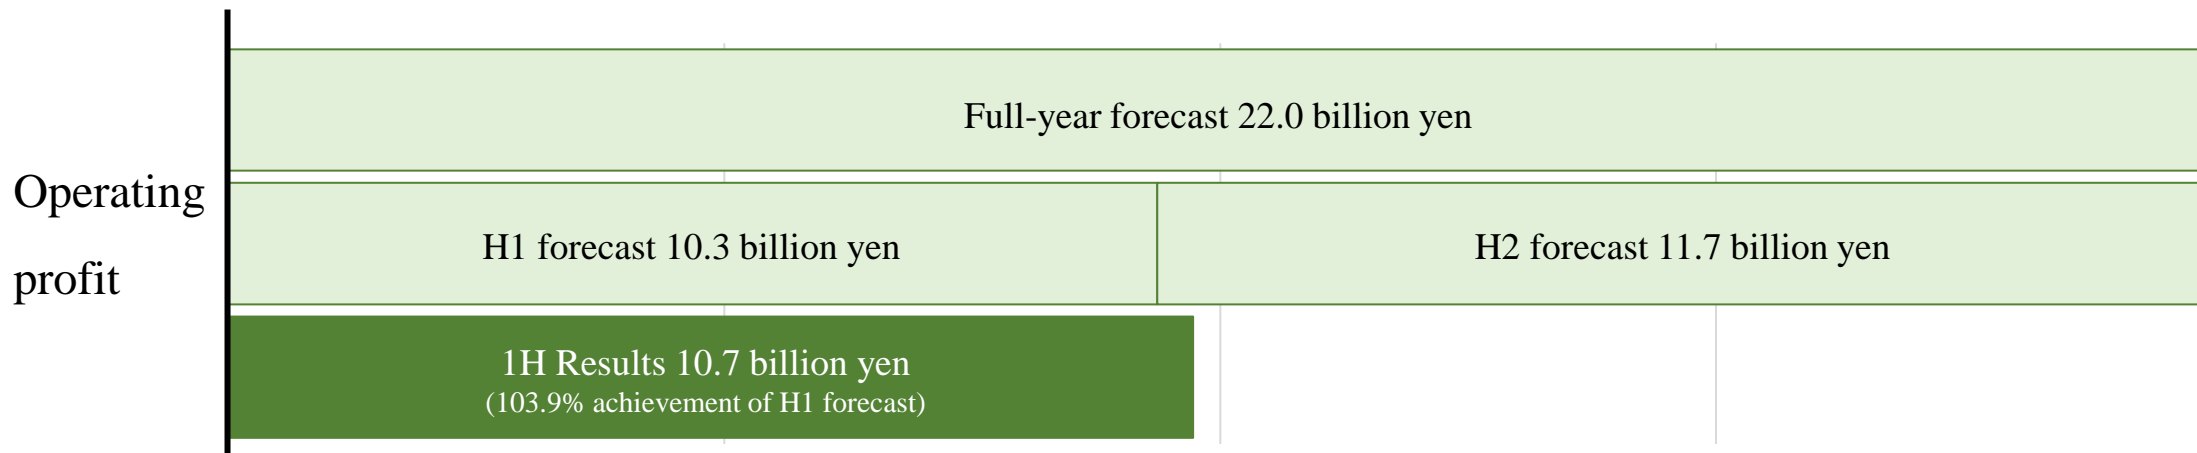 Operating
profit
Full-year forecast 22.0 billion yen
H1 forecast 10.3 billion yen
H2 forecast 11.7 billion yen
1H Results 10.7 billion yen
(103.9% achievement of H1 forecast)